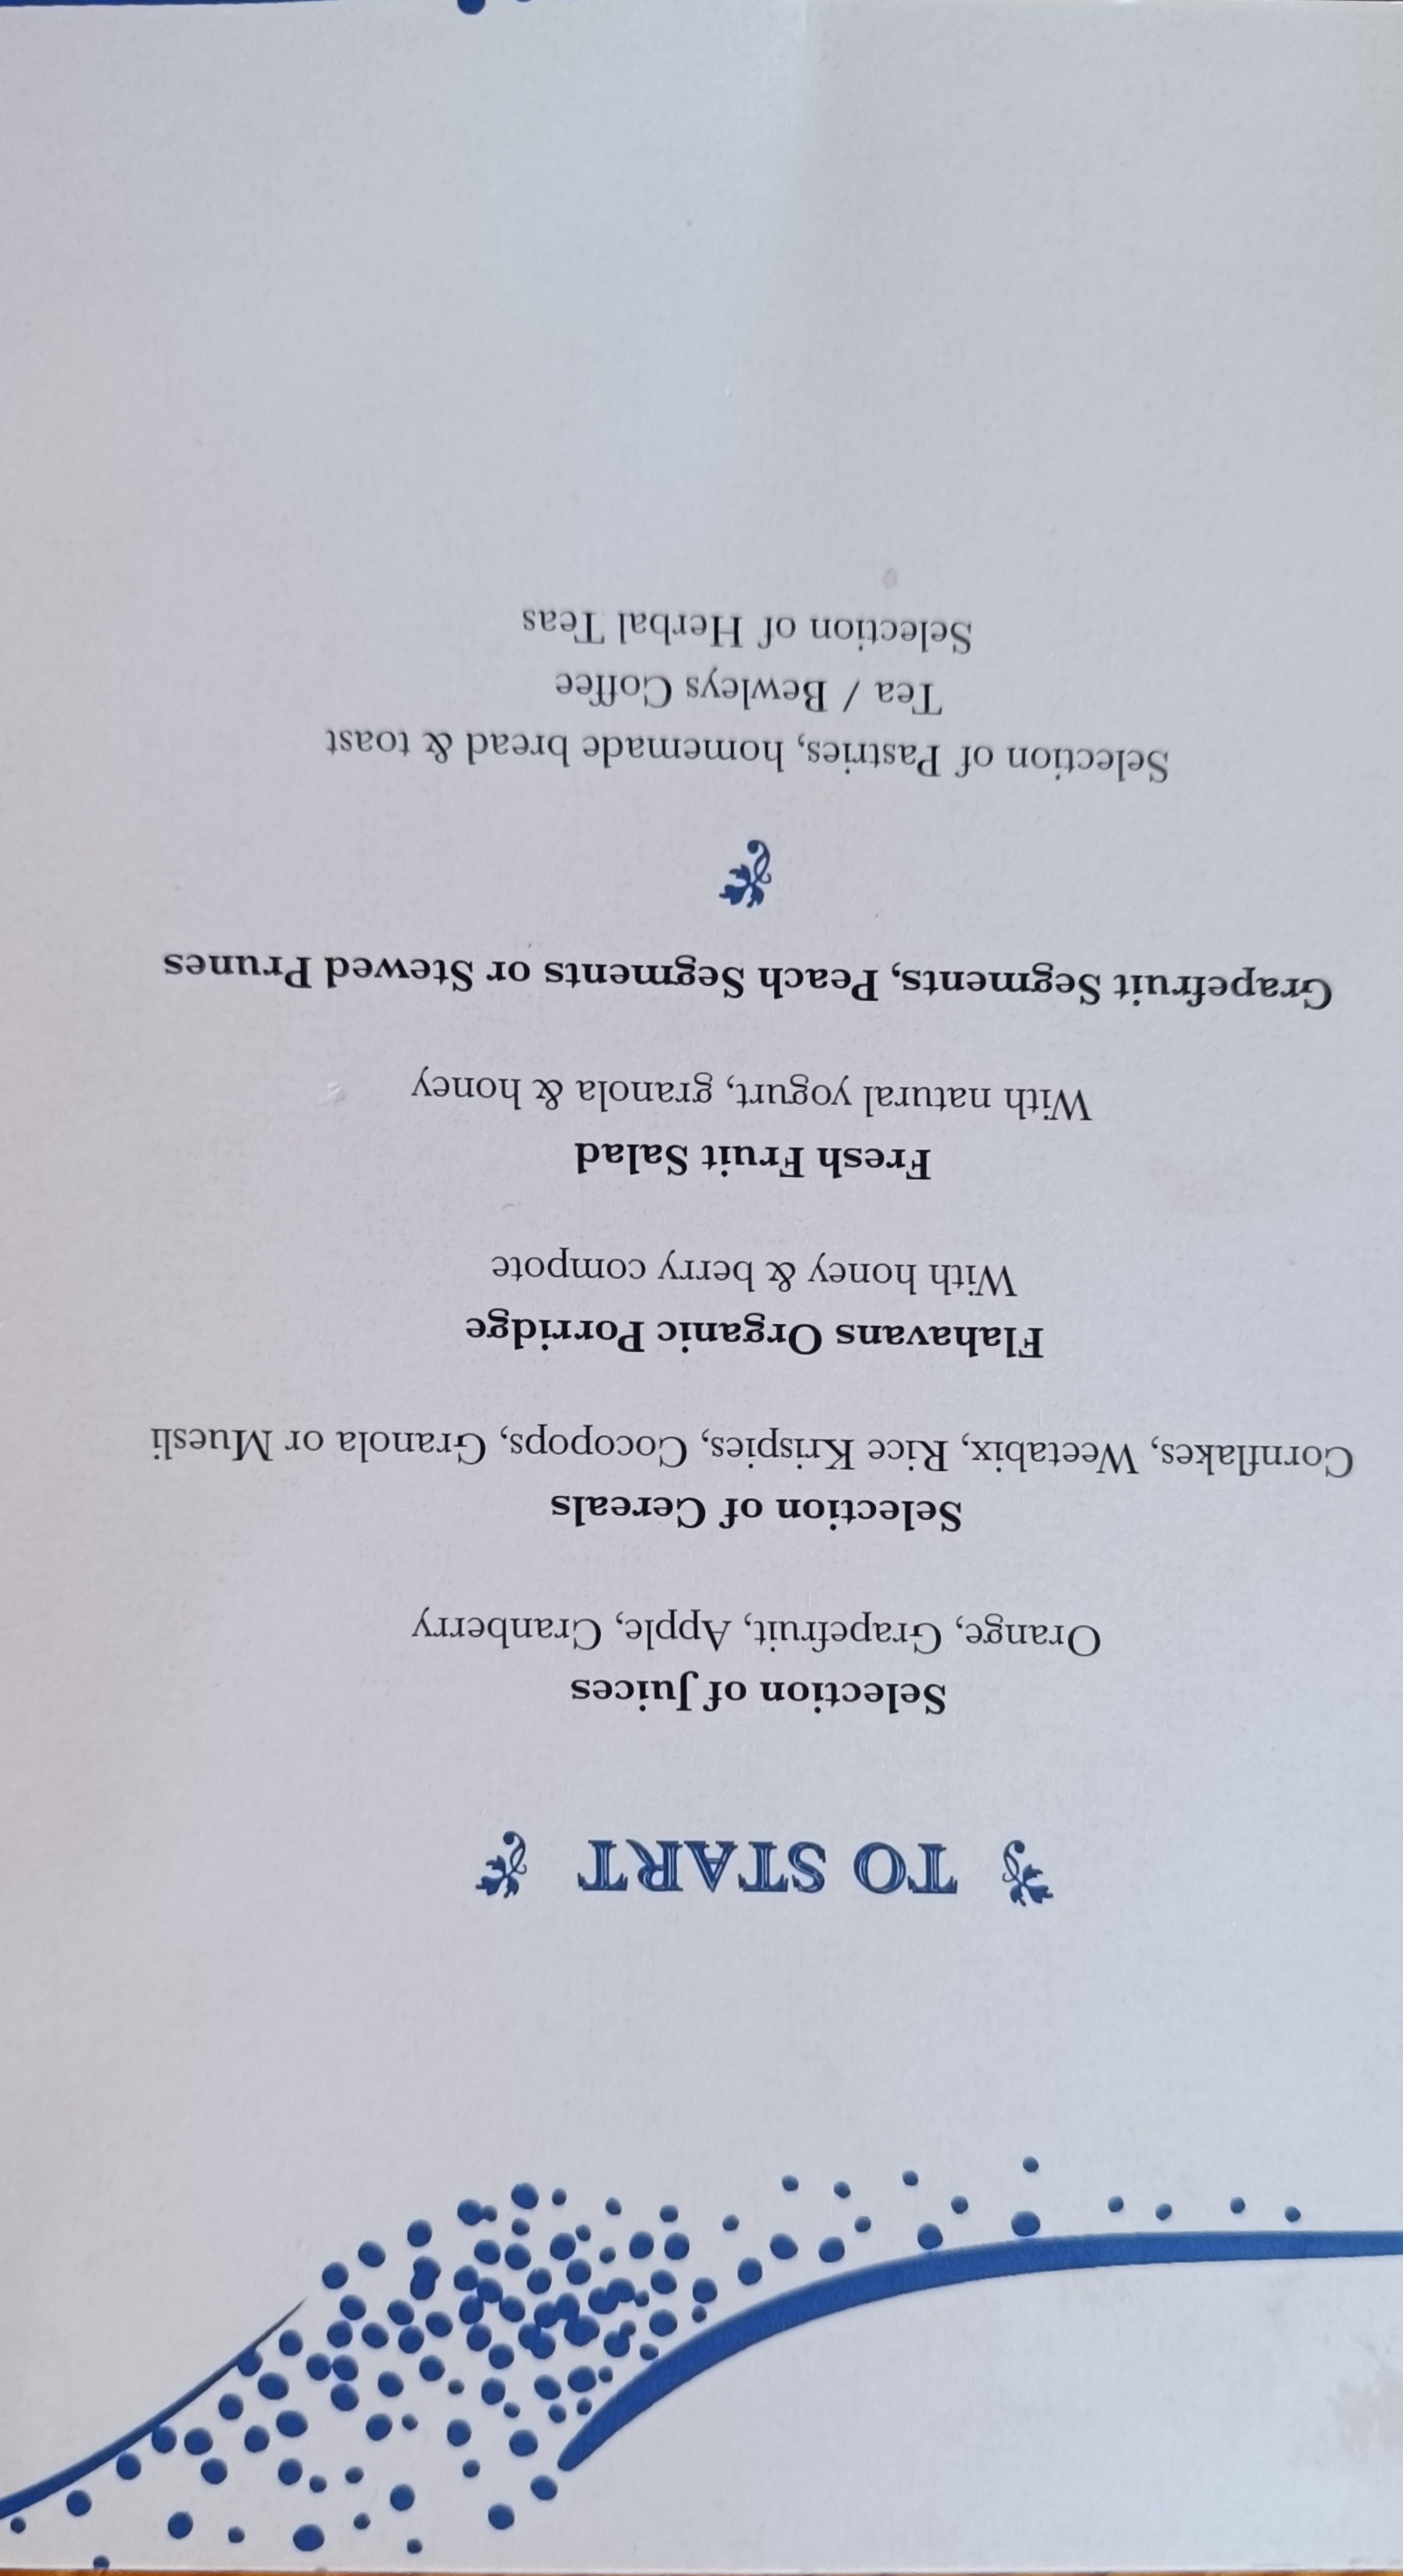 TO START
Selection of Juices
Orange, Grapefruit, Apple, Cranberry
Selection of Cereals
Cornflakes, Weetabix, Rice Krispies, Cocopops, Granola or Muesli
Flahavans Organic Porridge
With honey & berry compote
Fresh Fruit Salad
With natural yogurt, granola & honey
Grapefruit Segments, Peach Segments or Stewed Prunes
Selection of Pastries, homemade bread & toast
Tea / Bewleys Coffee
Selection of Herbal Teas